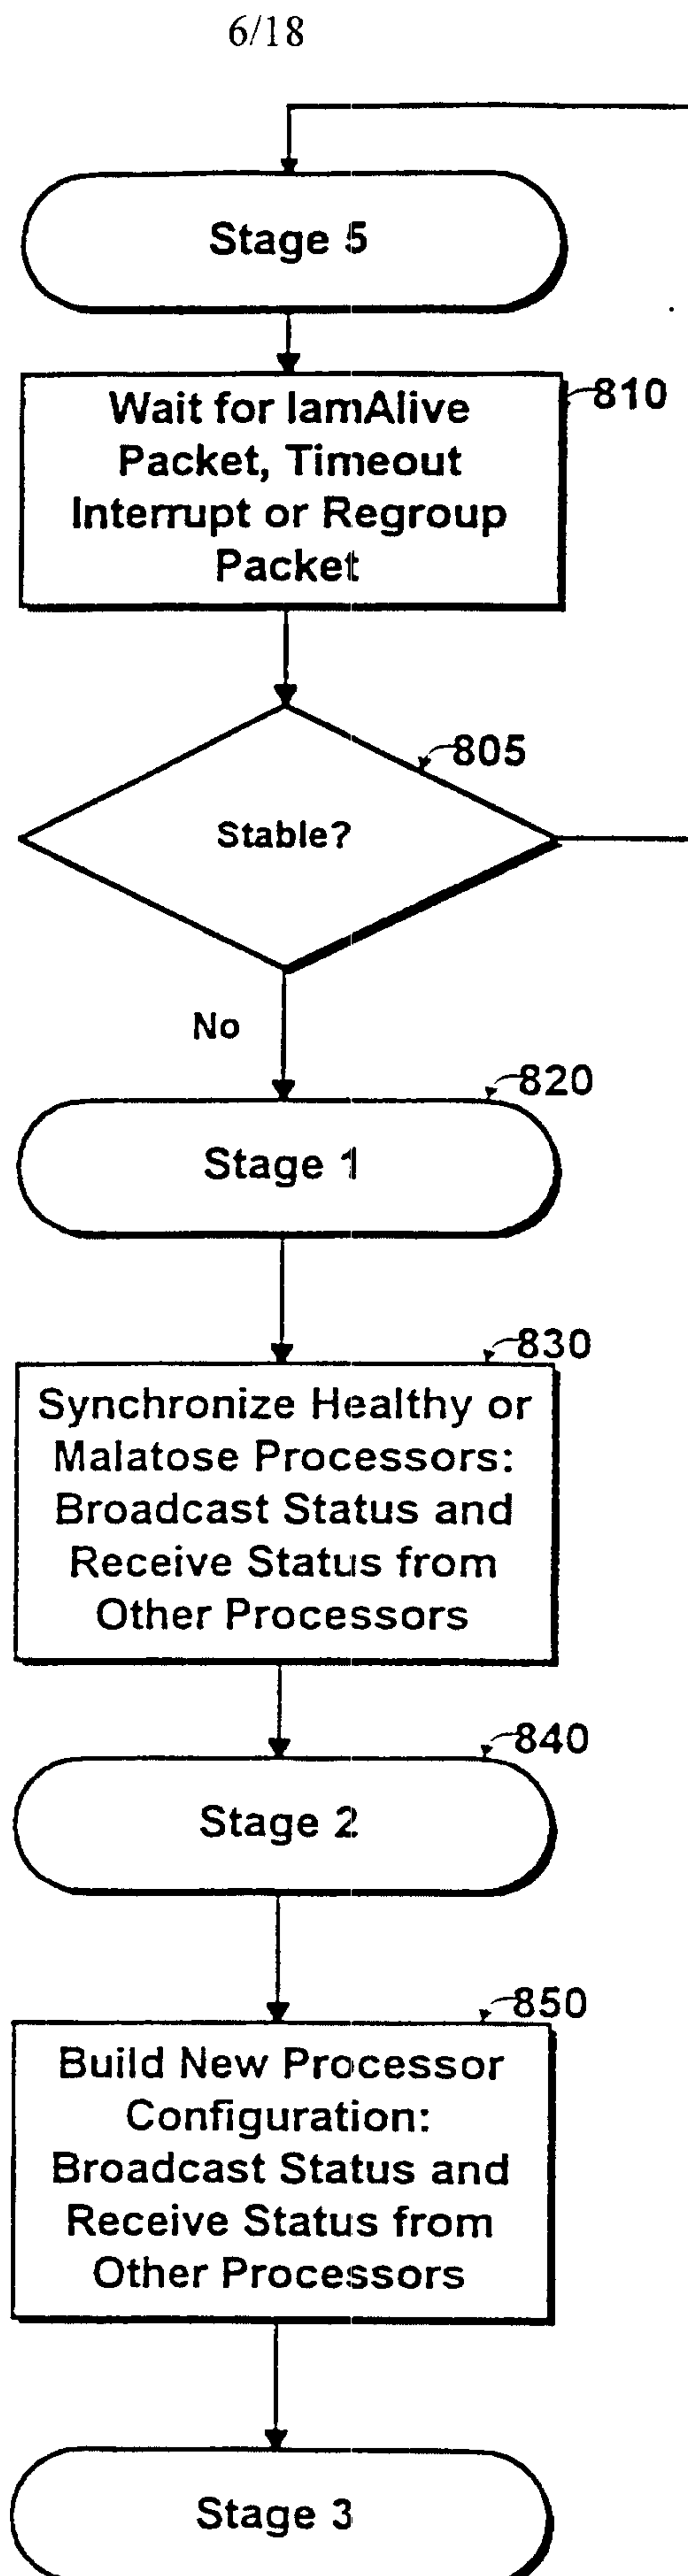 6/18
Stage 5
810
Wait for IamAlive
Packet, Timeout
Interrupt or Regroup
Packet
805
Stable?
No
820
Stage 1
830
Synchronize Healthy or
Malatose Processors:
Broadcast Status and
Receive Status from
Other Processors
840
Stage 2
850
Build New Processor
Configuration:
Broadcast Status and
Receive Status from
Other Processors
Stage 3